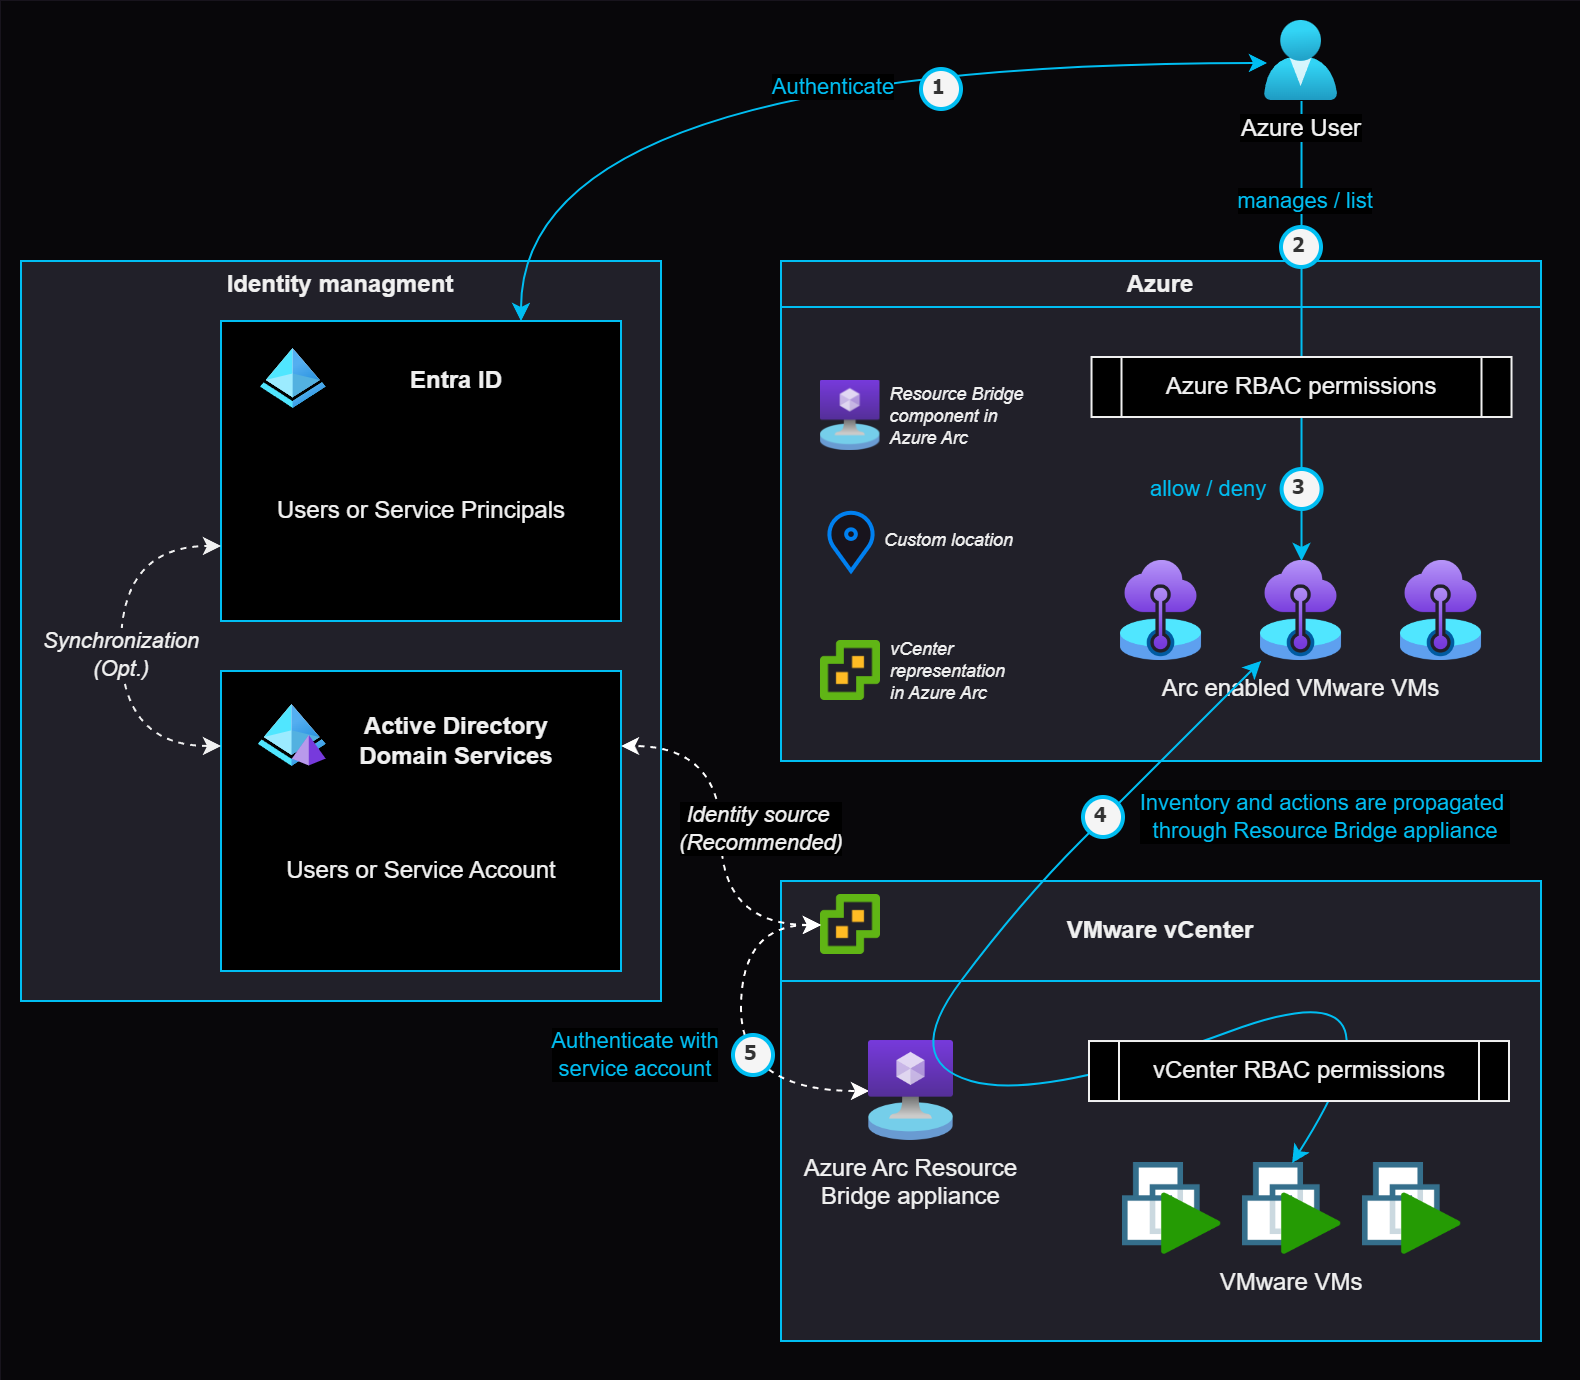 Authenticate
1
Azure User
manages / list
2
Identity managment
Entra ID
Users or Service Principals
Synchronization
(Opt.)
Active Directory
Domain Services
Users or Service Account
Azure
Resource Bridge
component in
Azure Arc
Custom location
vCenter
representation
in Azure Arc
Azure RBAC permissions
allow / deny
3
Arc enabled VMware VMs
Identity source
(Recommended)
4
Inventory and actions are propagated
through Resource Bridge appliance
VMware vCenter
Authenticate with
service account
5
Azure Arc Resource
Bridge appliance
vCenter RBAC permissions
VMware VMs